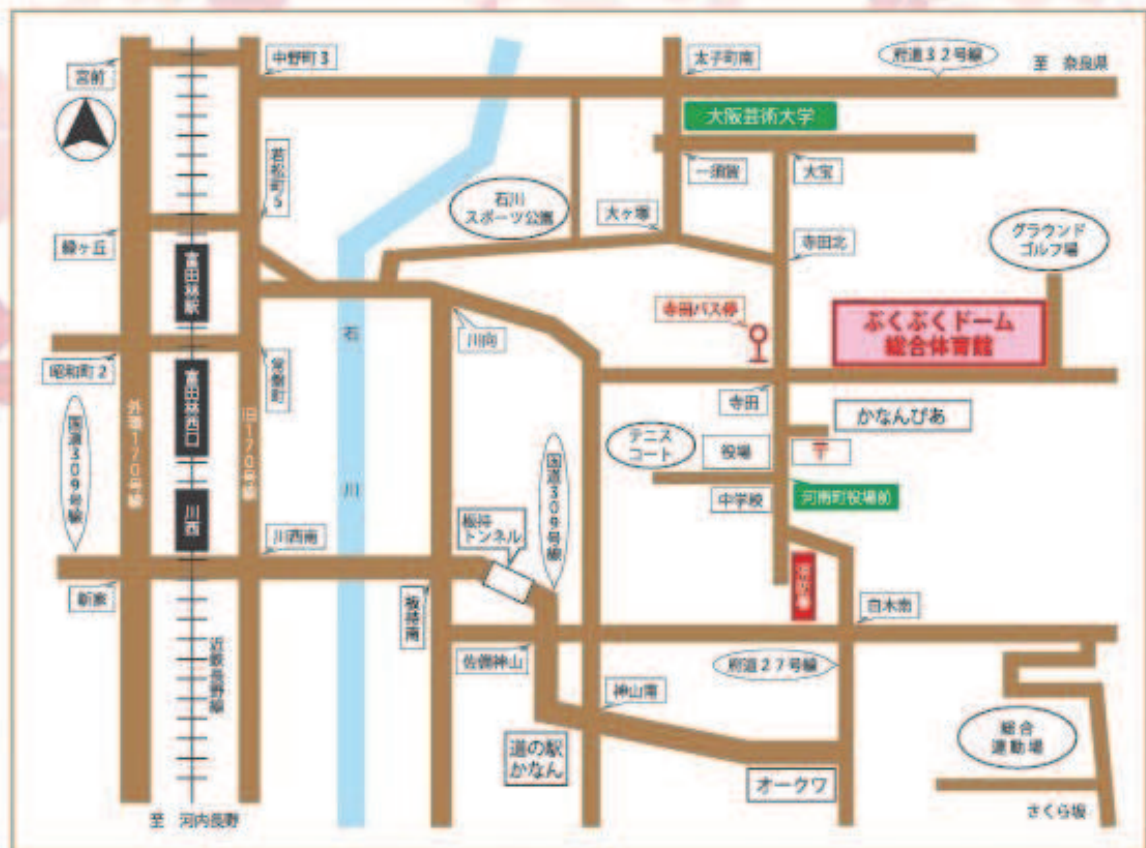 中野町3
太子町南
府道32号線
至 奈良県
宮前
大阪芸術大学
若松町5
一須賀
大宝
石川
スポーツ公園
大ヶ塚
緑ヶ丘
寺田北
グラウンド
ゴルフ場
富田林駅
寺田バス停
ぷくぷくドーム
総合体育館
石川
川向
昭和町2
常盤町
富田林西口
外環170号線
旧170号線
国道309号線
寺田
かなんぴあ
テニス
コート
役場
〒
国道309号線
中学校
河南町役場前
川西
川西南
板持
トンネル
消防署
新家
板持南
白木南
近鉄長野線
佐備神山
府道27号線
神山南
道の駅
かなん
総合
運動場
オークワ
さくら坂
至 河内長野